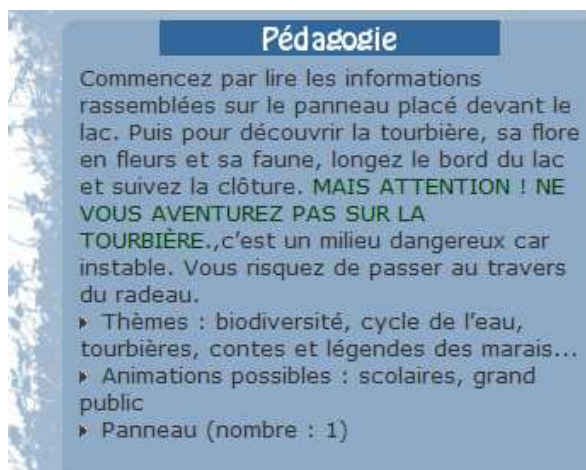 Pédagogie
Commencez par lire les informations
rassemblées sur le panneau placé devant le
lac. Puis pour découvrir la tourbière, sa flore
en fleurs et sa faune, longez le bord du lac
et suivez la clôture. MAIS ATTENTION ! NE
VOUS AVENTUREZ PAS SUR LA
TOURBIÈRE.,c'est un milieu dangereux car
instable. Vous risquez de passer au travers
du radeau.
Thèmes : biodiversité, cycle de l'eau,
tourbières, contes et légendes des marais...
Animations possibles : scolaires, grand
public
Panneau (nombre : 1)